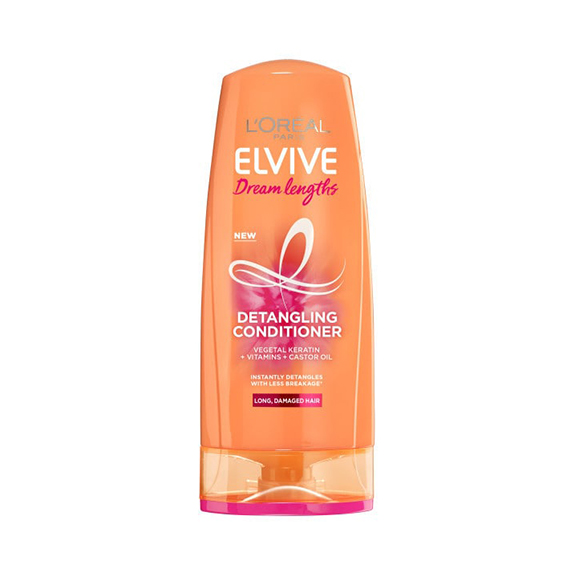 L'ORÉAL
PARIS
ELVIVE
Dream lengths
NEW
DETANGLING
CONDITIONER
VEGETAL KERATIN
+ VITAMINS + CASTOR OIL
INSTANTLY DETANGLES
WITH LESS BREAKAGE*
LONG, DAMAGED HAIR